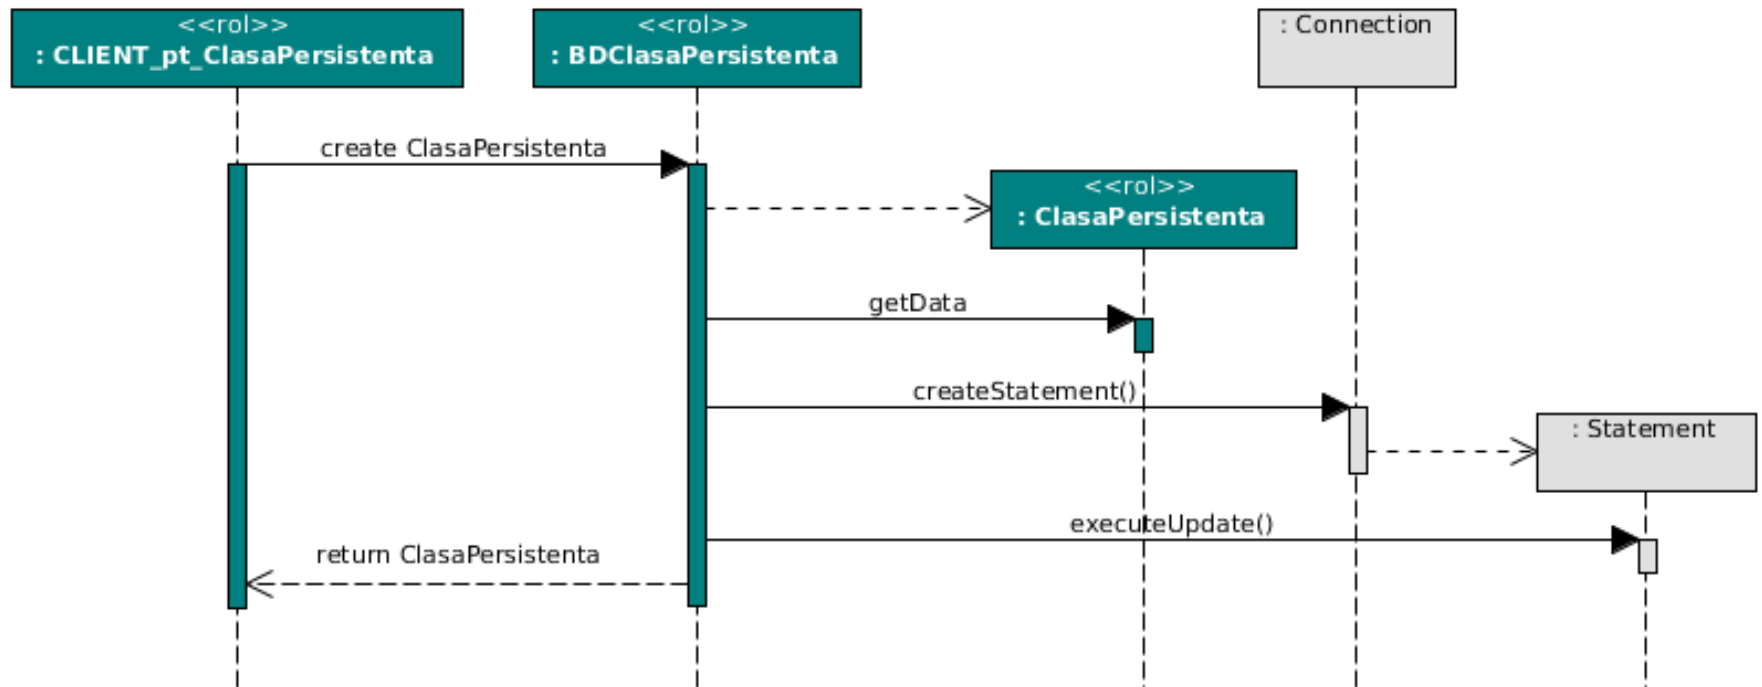 <<rol>>
: CLIENT_pt_ClasaPersistenta
<<rol>>
: BDClasaPersistenta
: Connection
create ClasaPersistenta
<<rol>>
: ClasaPersistenta
getData
createStatement()
: Statement
executeUpdate()
return ClasaPersistenta